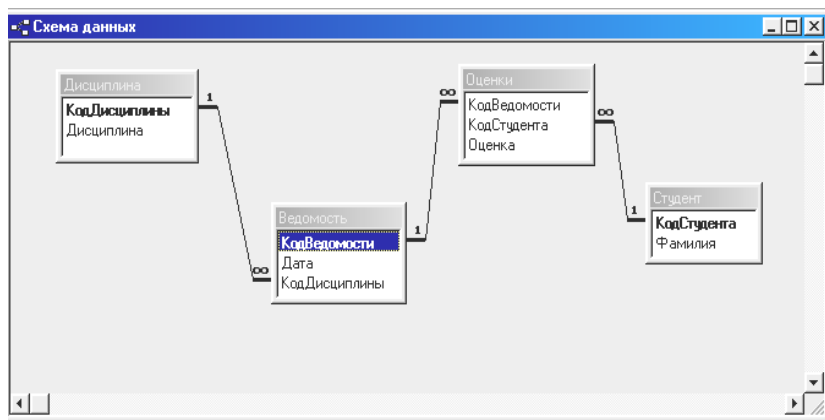 Схема данных
Дисциплина
КодДисциплины
Дисциплина
1
∞
Ведомость
КодВедомости
Дата
КодДисциплины
1
∞
Оценки
КодВедомости
КодСтудента
Оценка
∞
1
Студент
КодСтудента
Фамилия